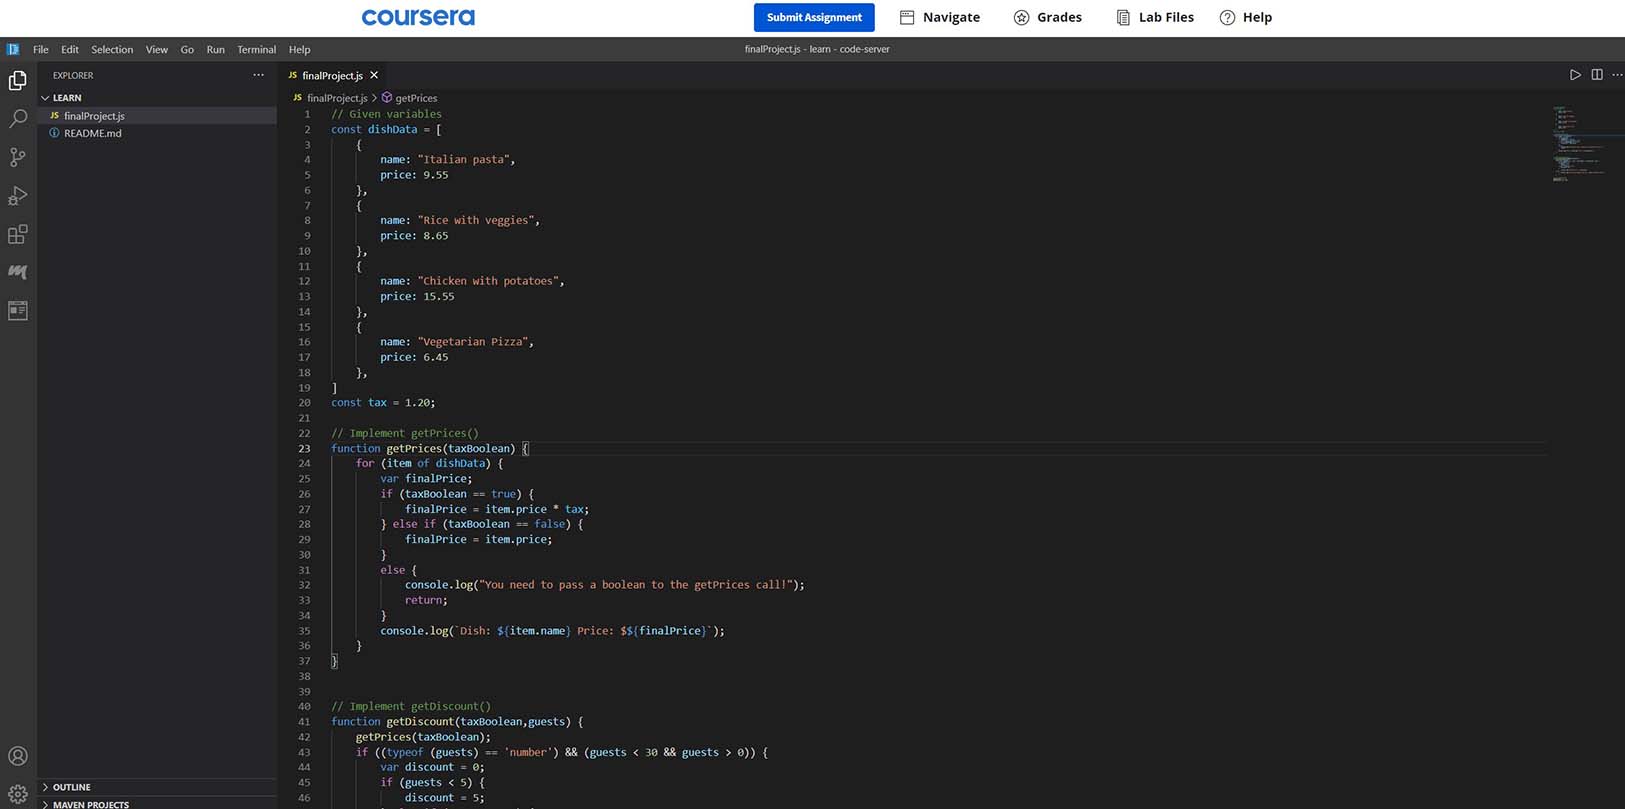 coursera
Submit Assignment
Navigate
Grades
Lab Files
Help
File Edit Selection View Go Run Terminal Help
finalProject.js - learn - code-server
EXPLORER
LEARN
JS finalProject.js
README.md
OUTLINE
MAVEN PROJECTS
JS finalProject.js
JS finalProject.js > getPrices
1 // Given variables
2 const dishData = [
3 {
4 name: "Italian pasta",
5 price: 9.55
6 },
7 {
8 name: "Rice with veggies",
9 price: 8.65
10 },
11 {
12 name: "Chicken with potatoes",
13 price: 15.55
14 },
15 {
16 name: "Vegetarian Pizza",
17 price: 6.45
18 },
19 ]
20 const tax = 1.20;
21
22 // Implement getPrices()
23 function getPrices(taxBoolean) {
24 for (item of dishData) {
25 var finalPrice;
26 if (taxBoolean == true) {
27 finalPrice = item.price * tax;
28 } else if (taxBoolean == false) {
29 finalPrice = item.price;
30 }
31 else {
32 console.log("You need to pass a boolean to the getPrices call!");
33 return;
34 }
35 console.log(`Dish: ${item.name} Price: $${finalPrice}`);
36 }
37 }
38
39
40 // Implement getDiscount()
41 function getDiscount(taxBoolean,guests) {
42 getPrices(taxBoolean);
43 if ((typeof (guests) == 'number') && (guests < 30 && guests > 0)) {
44 var discount = 0;
45 if (guests < 5) {
46 discount = 5;